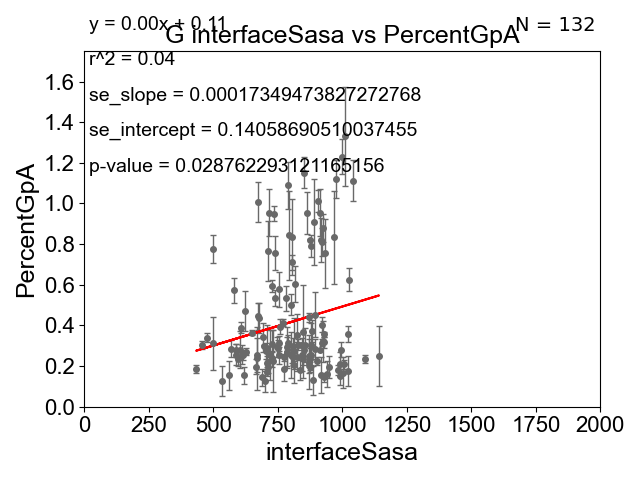 y = 0.00x + 0.11
N = 132
G interfaceSasa vs PercentGpA
r^2 = 0.04
se_slope = 0.00017349473827272768
se_intercept = 0.14058690510037455
p-value = 0.028762293121165156
PercentGpA
1.6
1.4
1.2
1.0
0.8
0.6
0.4
0.2
0.0
0 250 500 750 1000 1250 1500 1750 2000
interfaceSasa